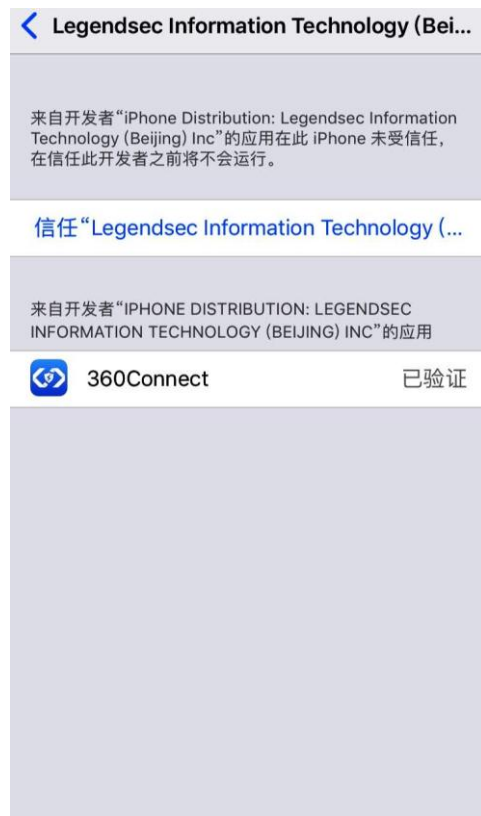 Legendsec Information Technology (Bei...
来自开发者“iPhone Distribution: Legendsec Information
Technology (Beijing) Inc”的应用在此 iPhone 未受信任，
在信任此开发者之前将不会运行。
信任“Legendsec Information Technology (...
来自开发者“IPHONE DISTRIBUTION: LEGENDSEC
INFORMATION TECHNOLOGY (BEIJING) INC”的应用
360Connect 已验证